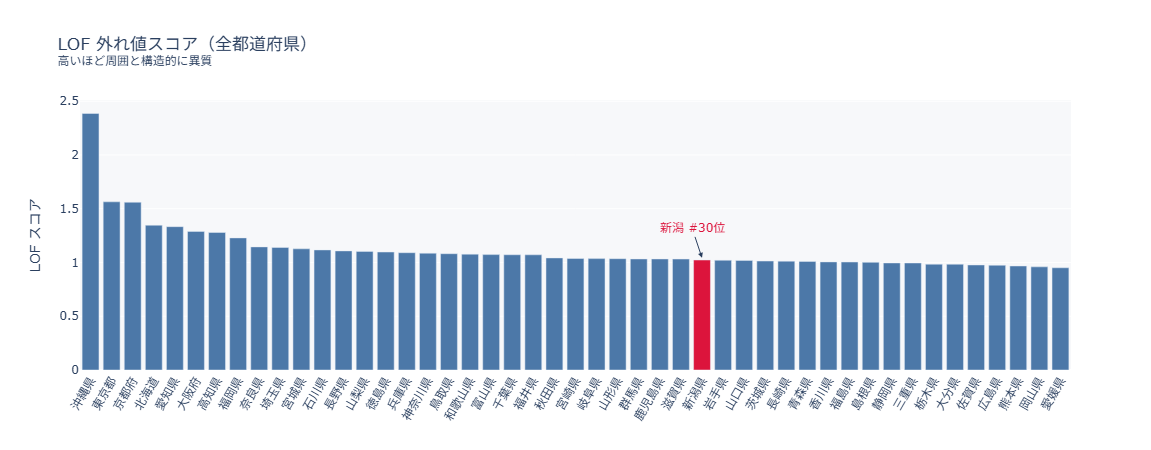 LOF 外れ値スコア（全都道府県）
高いほど周囲と構造的に異質
LOF スコア
2.5
2
1.5
1
0.5
0
新潟 #30位
沖縄県
東京都
京都府
北海道
愛知県
大阪府
高知県
福岡県
奈良県
埼玉県
宮城県
石川県
長野県
山梨県
徳島県
兵庫県
神奈川県
鳥取県
和歌山県
富山県
千葉県
福井県
秋田県
宮崎県
岐阜県
山形県
群馬県
鹿児島県
滋賀県
新潟県
岩手県
山口県
茨城県
長崎県
青森県
香川県
福島県
島根県
静岡県
三重県
栃木県
大分県
佐賀県
広島県
熊本県
岡山県
愛媛県